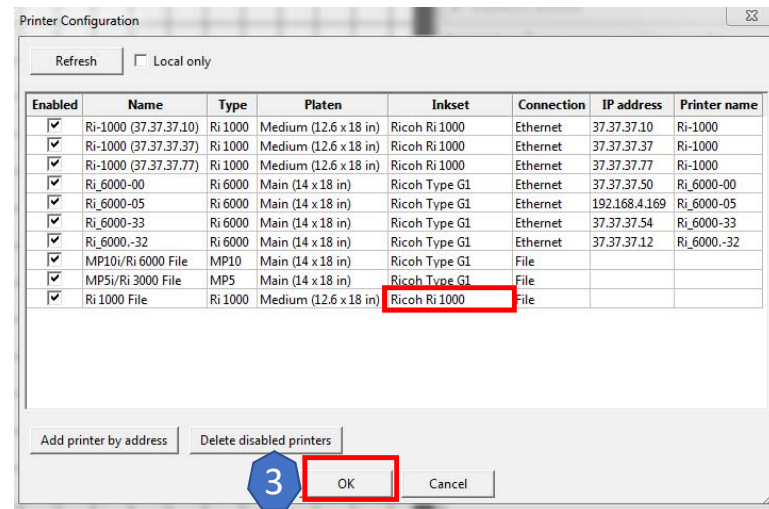 Printer Configuration
Refresh Local only
Enabled Name Type Platen Inkset Connection IP address Printer name
Ri-1000 (37.37.37.10) Ri 1000 Medium (12.6 x 18 in) Ricoh Ri 1000 Ethernet 37.37.37.10 Ri-1000
Ri-1000 (37.37.37.37) Ri 1000 Medium (12.6 x 18 in) Ricoh Ri 1000 Ethernet 37.37.37.37 Ri-1000
Ri-1000 (37.37.37.77) Ri 1000 Medium (12.6 x 18 in) Ricoh Ri 1000 Ethernet 37.37.37.77 Ri-1000
Ri_6000-00 Ri 6000 Main (14 x 18 in) Ricoh Type G1 Ethernet 37.37.37.50 Ri_6000-00
Ri_6000-05 Ri 6000 Main (14 x 18 in) Ricoh Type G1 Ethernet 192.168.4.169 Ri_6000-05
Ri_6000-33 Ri 6000 Main (14 x 18 in) Ricoh Type G1 Ethernet 37.37.37.54 Ri_6000-33
Ri_6000.-32 Ri 6000 Main (14 x 18 in) Ricoh Type G1 Ethernet 37.37.37.12 Ri_6000.-32
MP10i/Ri 6000 File MP10 Main (14 x 18 in) Ricoh Type G1 File
MP5i/Ri 3000 File MP5 Main (14 x 18 in) Ricoh Type G1 File
Ri 1000 File Ri 1000 Medium (12.6 x 18 in) Ricoh Ri 1000 File
Add printer by address Delete disabled printers
3 OK Cancel